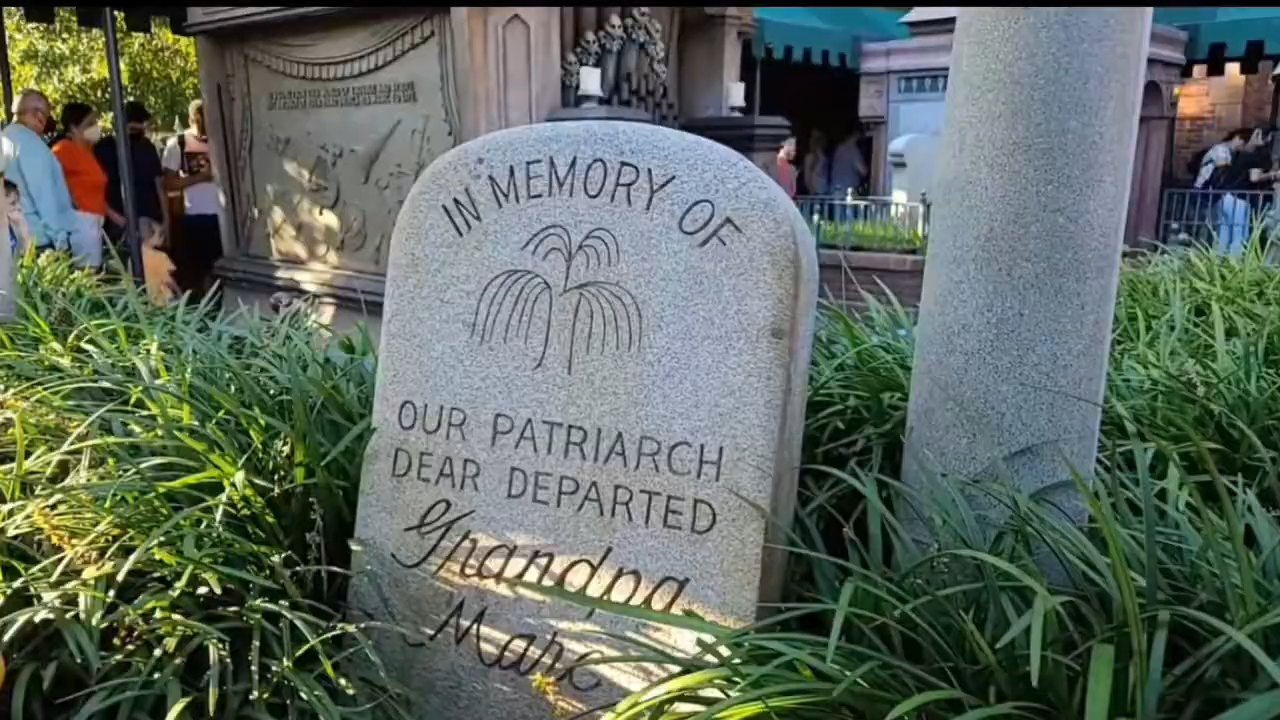 IN MEMORY OF
OUR PATRIARCH
DEAR DEPARTED
Grandpa
Marc